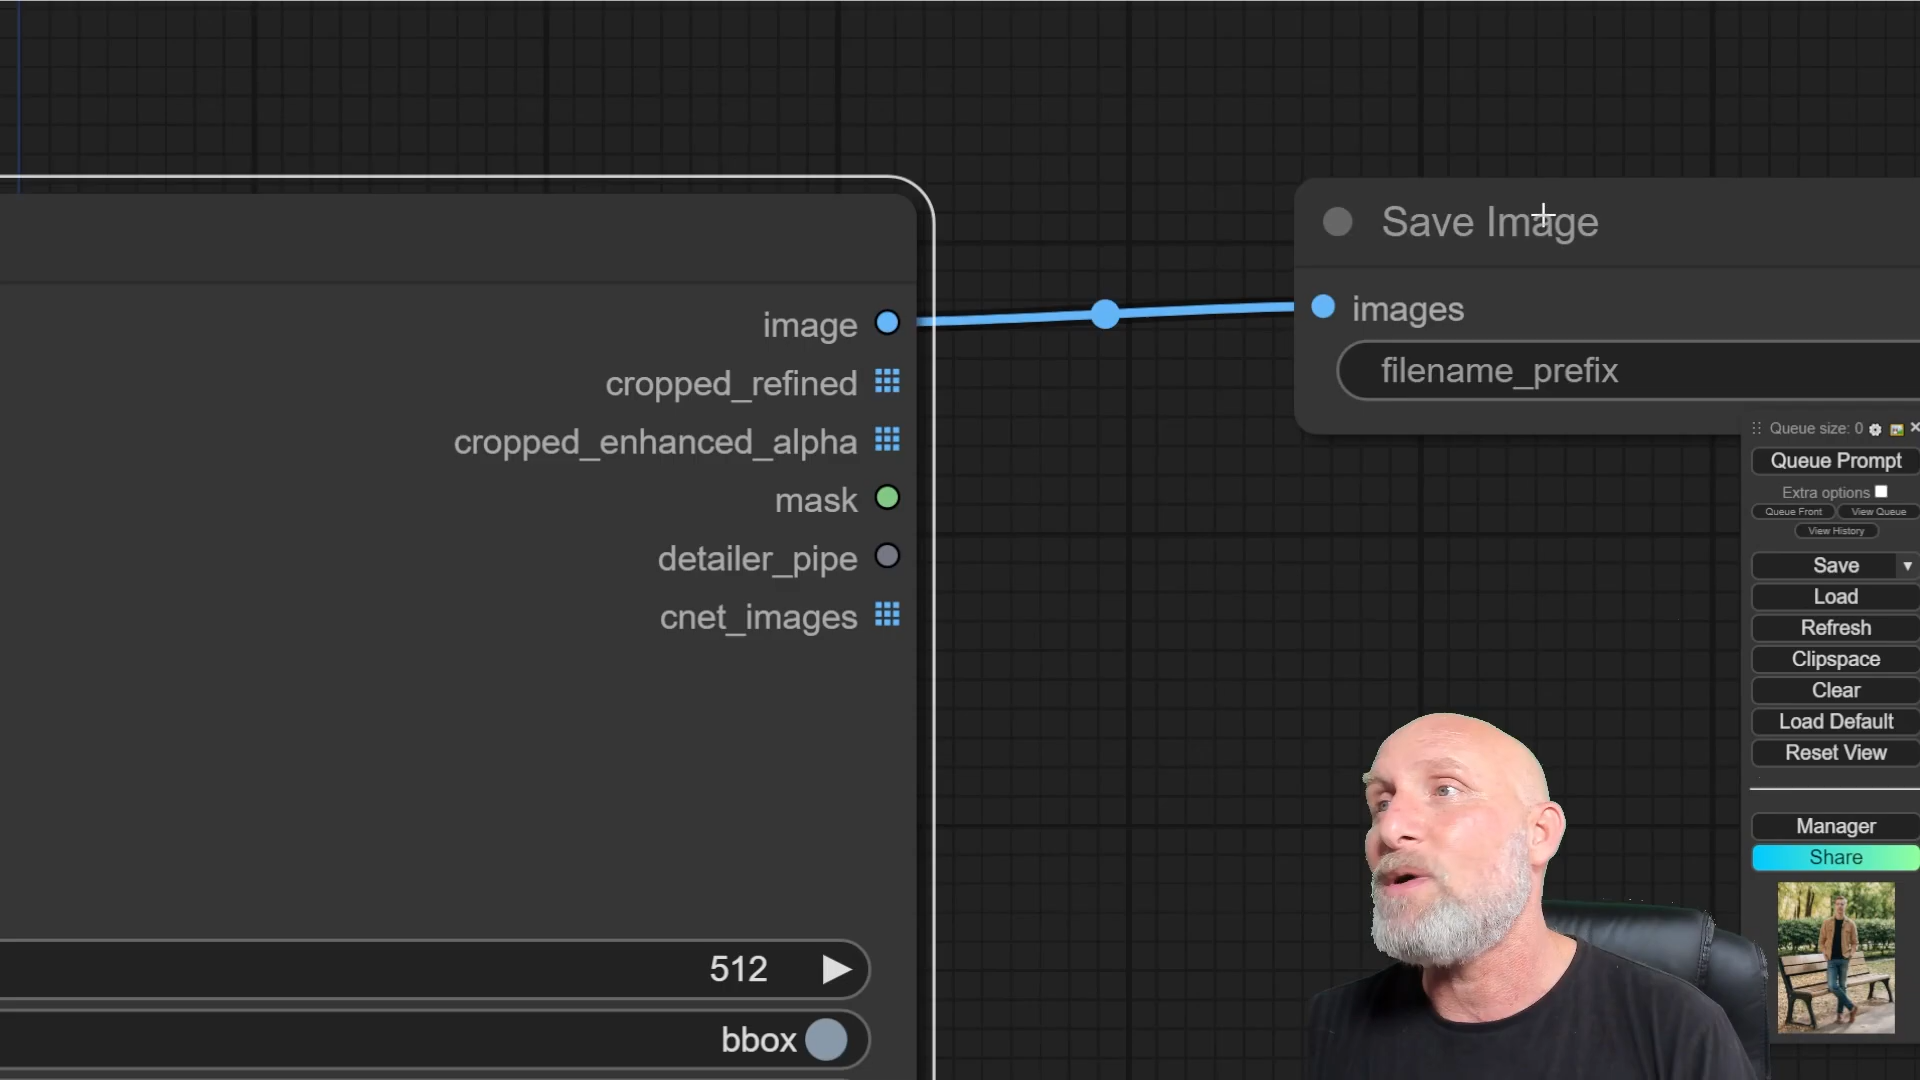 Save Image
image
images
cropped_refined
filename_prefix
cropped_enhanced_alpha
mask
detailer_pipe
cnet_images
512
bbox
Queue size: 0
Queue Prompt
Extra options
Queue Front View Queue
View History
Save
Load
Refresh
Clipspace
Clear
Load Default
Reset View
Manager
Share